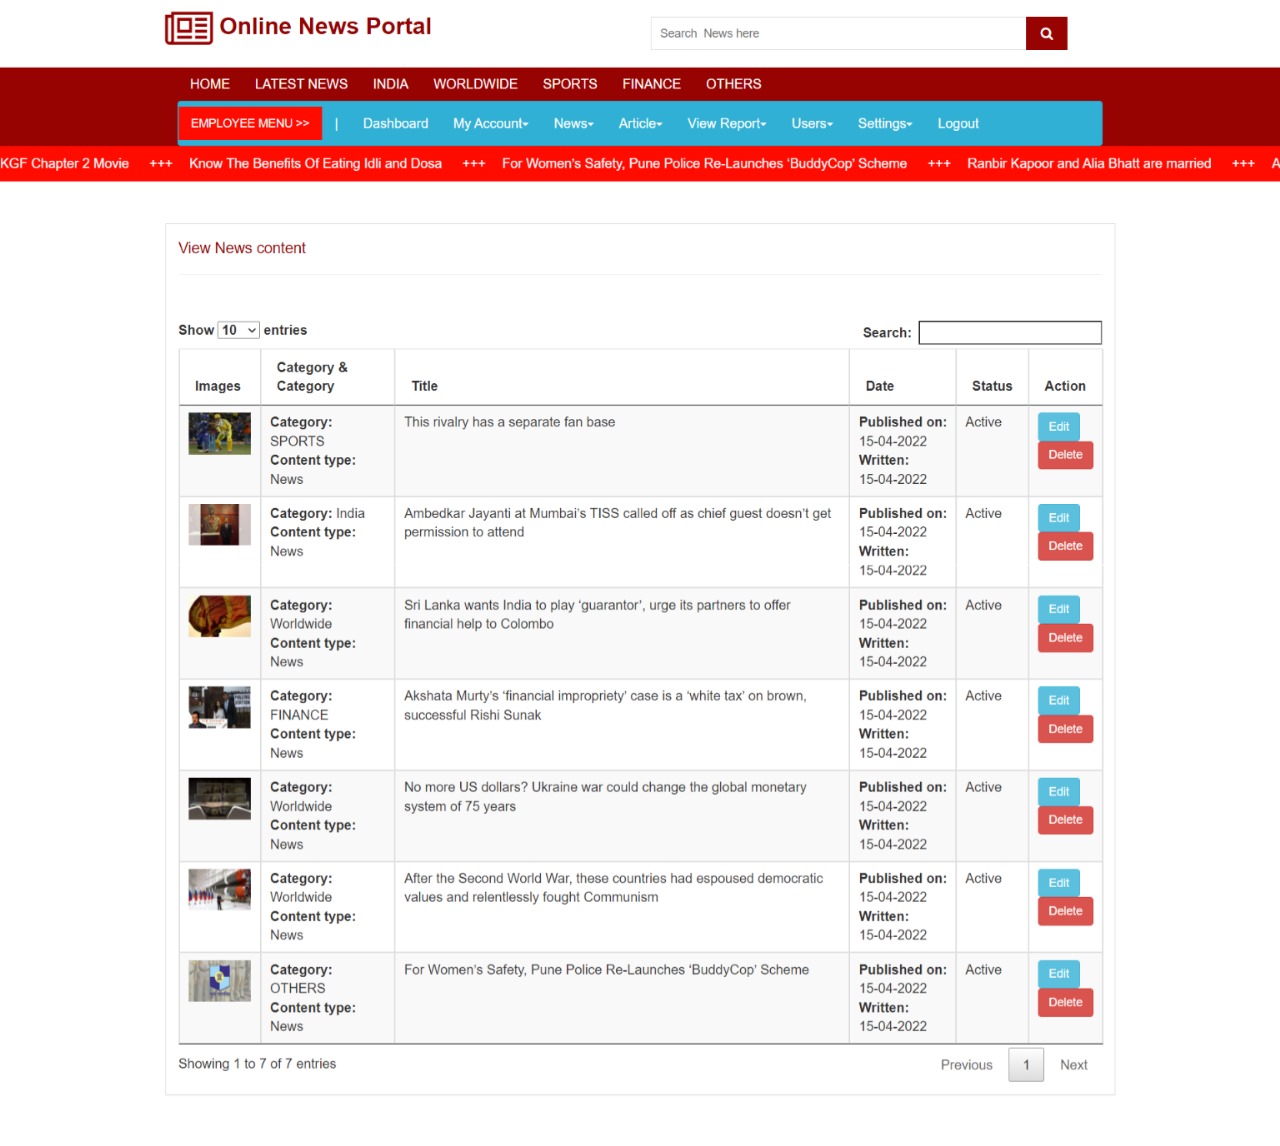 Online News Portal
Search  News here
HOME LATEST NEWS INDIA WORLDWIDE SPORTS FINANCE OTHERS
EMPLOYEE MENU >> | Dashboard My Account News Article View Report Users Settings Logout
KGF Chapter 2 Movie +++ Know The Benefits Of Eating Idli and Dosa +++ For Women's Safety, Pune Police Re-Launches ‘BuddyCop’ Scheme +++ Ranbir Kapoor and Alia Bhatt are married +++ A
View News content
Show 10 entries
Search:
Category &
Images Category Title Date Status Action
Category: This rivalry has a separate fan base Published on: Active Edit
SPORTS 15-04-2022
Content type: Written: Delete
News 15-04-2022
Category: India Ambedkar Jayanti at Mumbai’s TISS called off as chief guest doesn’t get Published on: Active Edit
Content type: permission to attend 15-04-2022
News Written: Delete
15-04-2022
Category: Sri Lanka wants India to play ‘guarantor’, urge its partners to offer Published on: Active Edit
Worldwide financial help to Colombo 15-04-2022
Content type: Written: Delete
News 15-04-2022
Category: Akshata Murty’s ‘financial impropriety’ case is a ‘white tax’ on brown, Published on: Active Edit
FINANCE successful Rishi Sunak 15-04-2022
Content type: Written: Delete
News 15-04-2022
Category: No more US dollars? Ukraine war could change the global monetary Published on: Active Edit
Worldwide system of 75 years 15-04-2022
Content type: Written: Delete
News 15-04-2022
Category: After the Second World War, these countries had espoused democratic Published on: Active Edit
Worldwide values and relentlessly fought Communism 15-04-2022
Content type: Written: Delete
News 15-04-2022
Category: For Women's Safety, Pune Police Re-Launches ‘BuddyCop’ Scheme Published on: Active Edit
OTHERS 15-04-2022
Content type: Written: Delete
News 15-04-2022
Showing 1 to 7 of 7 entries
Previous 1 Next